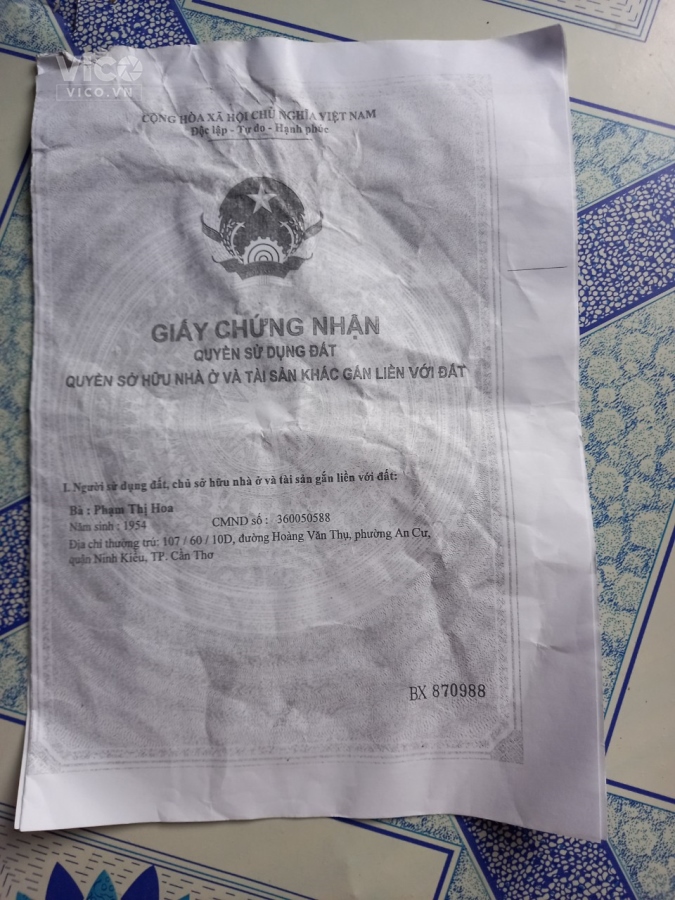 ViCO
VICO.VN
CỘNG HÒA XÃ HỘI CHỦ NGHĨA VIỆT NAM
Độc lập - Tự do - Hạnh phúc
GIẤY CHỨNG NHẬN
QUYỀN SỬ DỤNG ĐẤT
QUYỀN SỞ HỮU NHÀ Ở VÀ TÀI SẢN KHÁC GẮN LIỀN VỚI ĐẤT
I. Người sử dụng đất, chủ sở hữu nhà ở và tài sản gắn liền với đất:
Bà : Phạm Thị Hoa
Năm sinh : 1954 CMND số : 360050588
Địa chỉ thường trú: 107 / 60 / 10D, đường Hoàng Văn Thụ, phường An Cư,
quận Ninh Kiều, TP. Cần Thơ
BX 870988